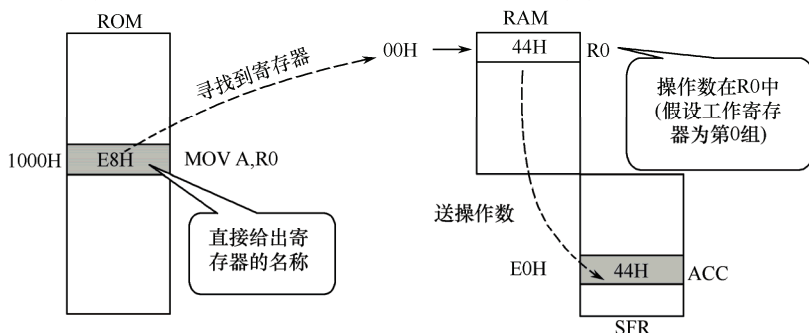 ROM
RAM
寻找到寄存器
00H
44H
R0
操作数在R0中
(假设工作寄存
器为第0组)
1000H
E8H
MOV A,R0
直接给出寄
存器的名称
送操作数
E0H
44H
ACC
SFR